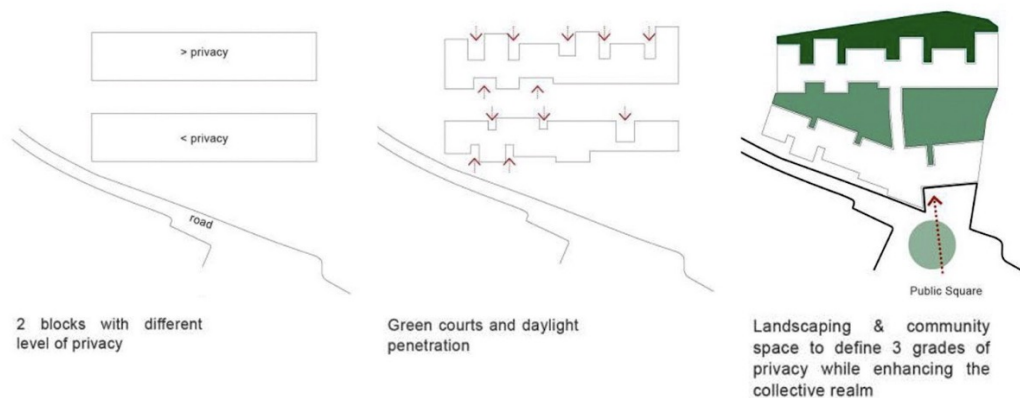 > privacy
< privacy
road
2 blocks with different
level of privacy
Green courts and daylight
penetration
Public Square
Landscaping & community
space to define 3 grades of
privacy while enhancing the
collective realm